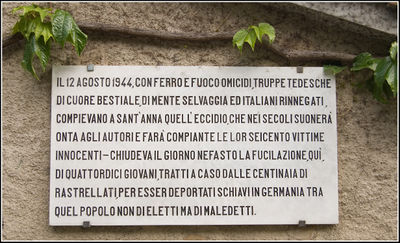 IL 12 AGOSTO 1944, CON FERRO E FUOCO OMICIDI, TRUPPE TEDESCHE
DI CUORE BESTIALE, DI MENTE SELVAGGIA ED ITALIANI RINNEGATI,
COMPIEVANO A SANT'ANNA QUELL'ECCIDIO, CHE NEI SECOLI SUONERÀ
ONTA AGLI AUTORI E FARÀ COMPIANTE LE LOR SEICENTO VITTIME
INNOCENTI – CHIUDEVA IL GIORNO NEFASTO LA FUCILAZIONE, QUÌ,
DI QUATTORDICI GIOVANI, TRATTI A CASO DALLE CENTINAIA DI
RASTRELLATI, PER ESSER DEPORTATI SCHIAVI IN GERMANIA TRA
QUEL POPOLO NON DI ELETTI MA DI MALEDETTI.